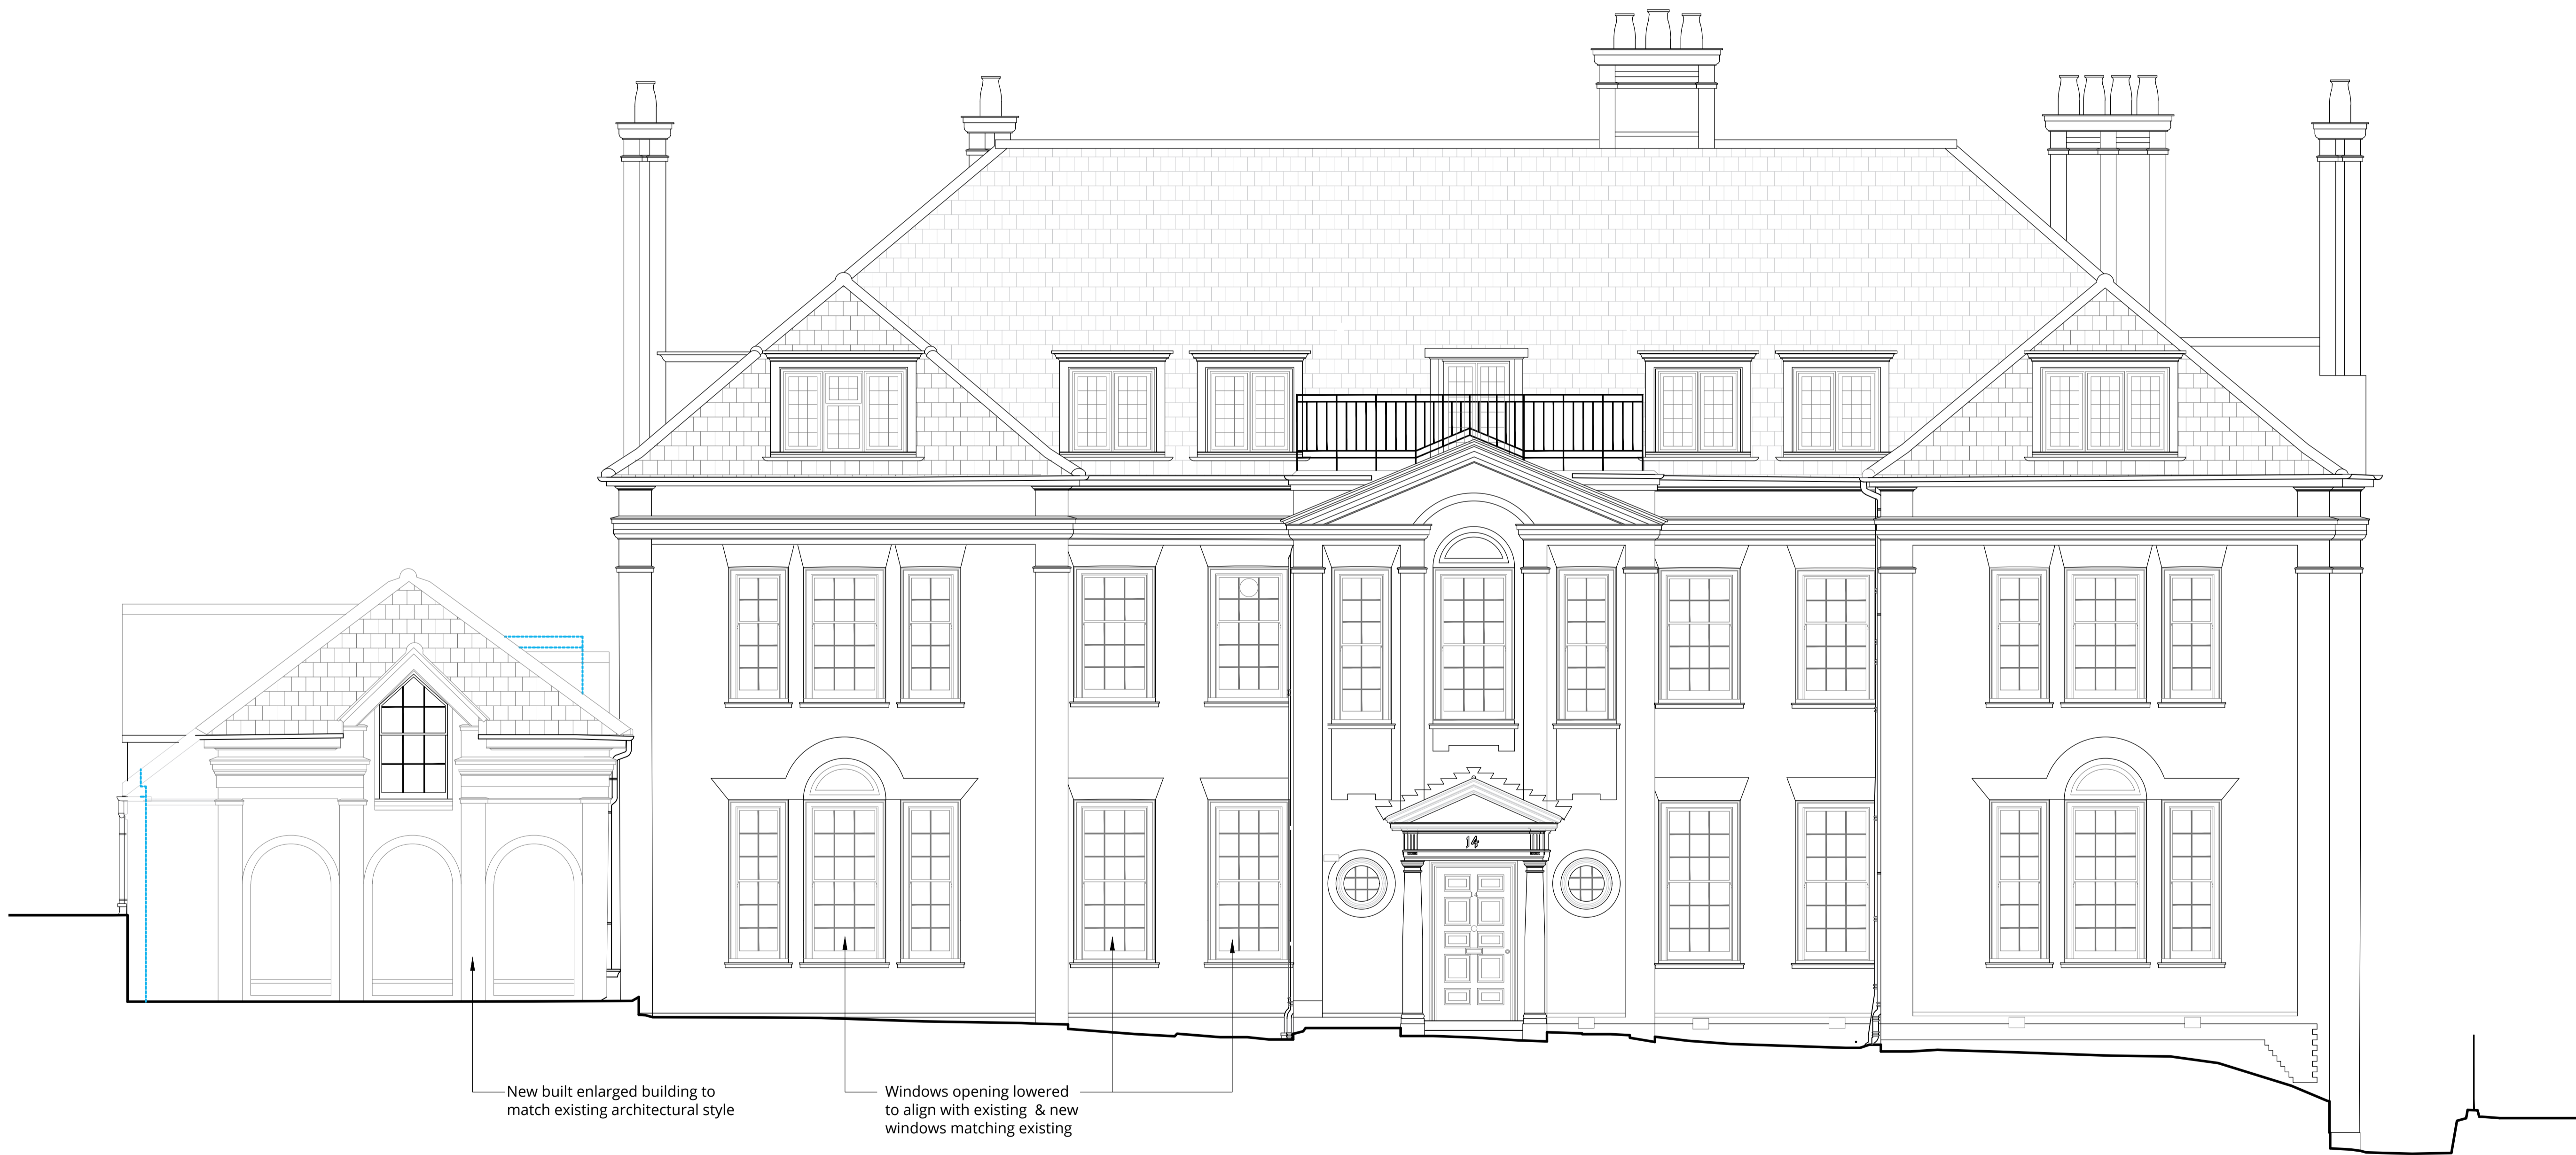 14
14
New built enlarged building to
match existing architectural style
Windows opening lowered
to align with existing & new
windows matching existing